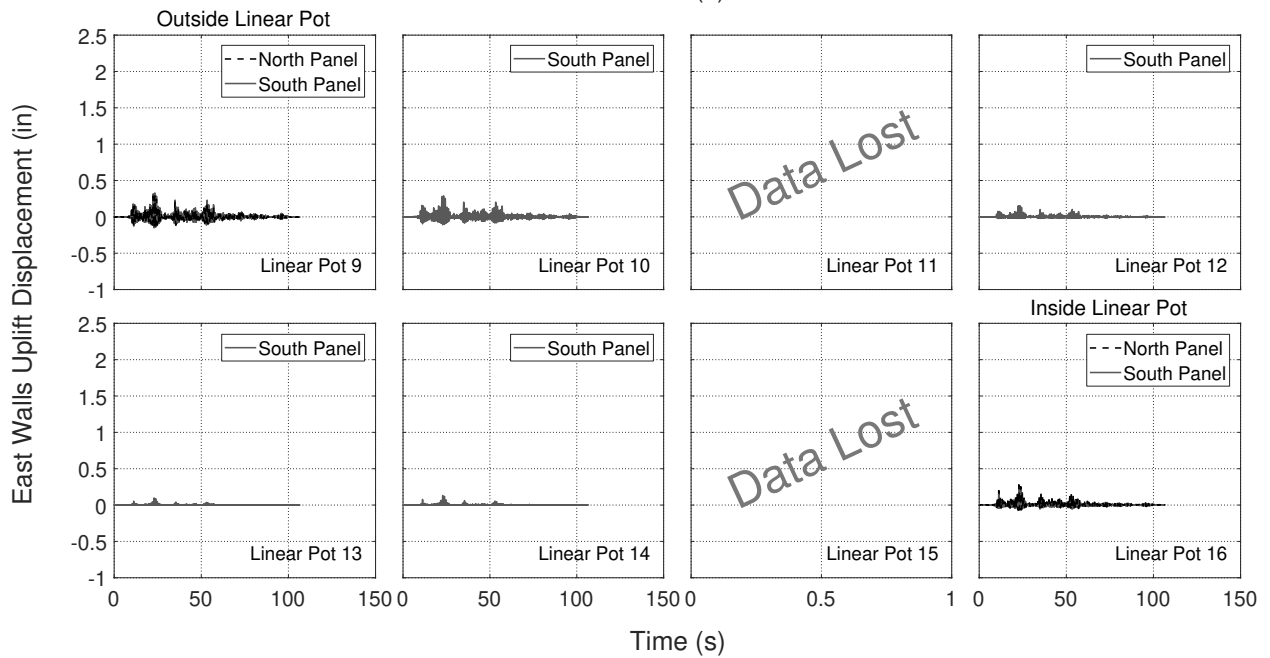 Outside Linear Pot
East Walls Uplift Displacement (in)
2.5
2
1.5
1
0.5
0
-0.5
-1
North Panel
South Panel
Linear Pot 9
South Panel
Linear Pot 10
Data Lost
Linear Pot 11
South Panel
Linear Pot 12
Inside Linear Pot
2.5
2
1.5
1
0.5
0
-0.5
-1
South Panel
Linear Pot 13
South Panel
Linear Pot 14
Data Lost
Linear Pot 15
North Panel
South Panel
Linear Pot 16
0 50 100 150
0 50 100 150
0 0.5 1
0 50 100 150
Time (s)